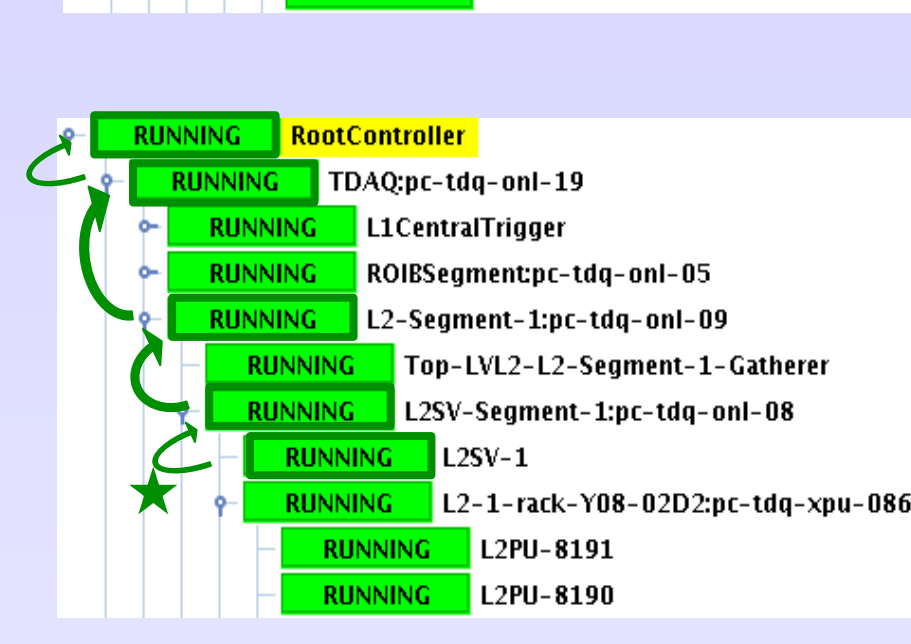 RUNNING RootController
RUNNING TDAQ:pc-tdq-onl-19
RUNNING L1CentralTrigger
RUNNING ROIBSegment:pc-tdq-onl-05
RUNNING L2-Segment-1:pc-tdq-onl-09
RUNNING Top-LVL2-L2-Segment-1-Gatherer
RUNNING L2SV-Segment-1:pc-tdq-onl-08
RUNNING L2SV-1
RUNNING L2-1-rack-Y08-02D2:pc-tdq-xpu-086
RUNNING L2PU-8191
RUNNING L2PU-8190